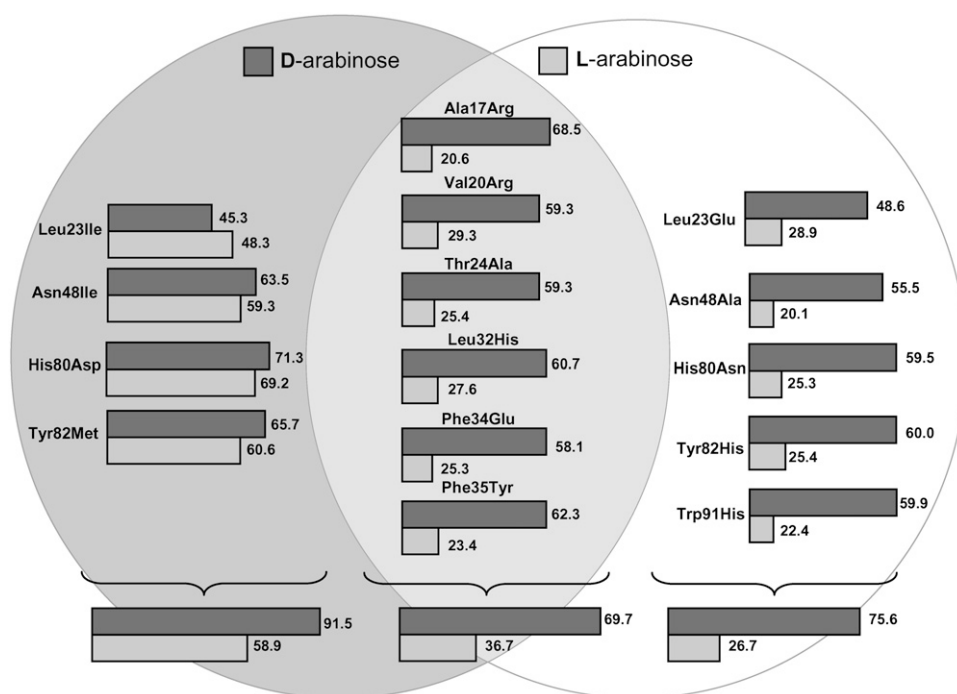 D-arabinose
L-arabinose
Leu23Ile
45.3
48.3
Asn48Ile
63.5
59.3
His80Asp
71.3
69.2
Tyr82Met
65.7
60.6
91.5
58.9
Ala17Arg
68.5
20.6
Val20Arg
59.3
29.3
Thr24Ala
59.3
25.4
Leu32His
60.7
27.6
Phe34Glu
58.1
25.3
Phe35Tyr
62.3
23.4
69.7
36.7
Leu23Glu
48.6
28.9
Asn48Ala
55.5
20.1
His80Asn
59.5
25.3
Tyr82His
60.0
25.4
Trp91His
59.9
22.4
75.6
26.7